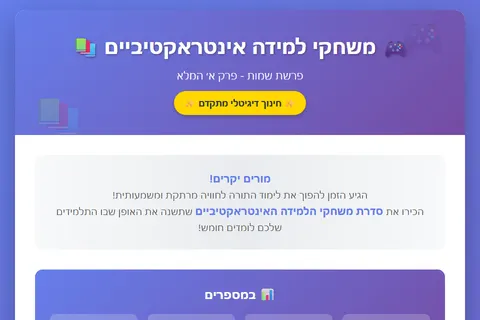 משחקי למידה אינטראקטיביים
פרשת שמות - פרק א' המלא
חינוך דיגיטלי מתקדם
מורים יקרים!
הגיע הזמן להפוך את לימוד התורה לחוויה מרתקת ומשמעותית!
הכירו את סדרת משחקי הלמידה האינטראקטיביים שתשנה את האופן שבו התלמידים
שלכם לומדים חומש!
במספרים